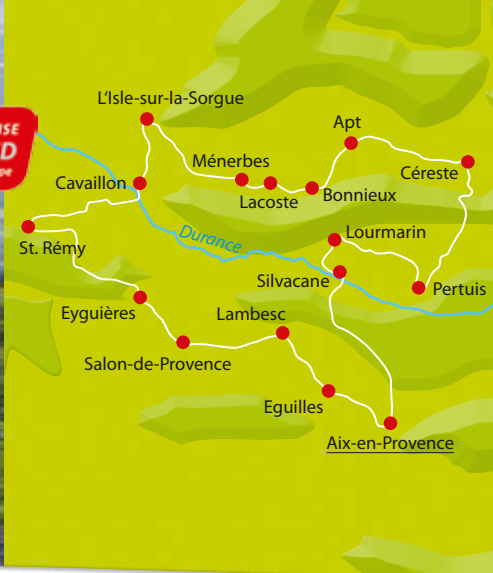 L'Isle-sur-la-Sorgue
Apt
Ménerbes
Céreste
Cavaillon
Lacoste
Bonnieux
Lourmarin
Durance
St. Rémy
Silvacane
Pertuis
Eyguières
Lambesc
Salon-de-Provence
Eguilles
Aix-en-Provence